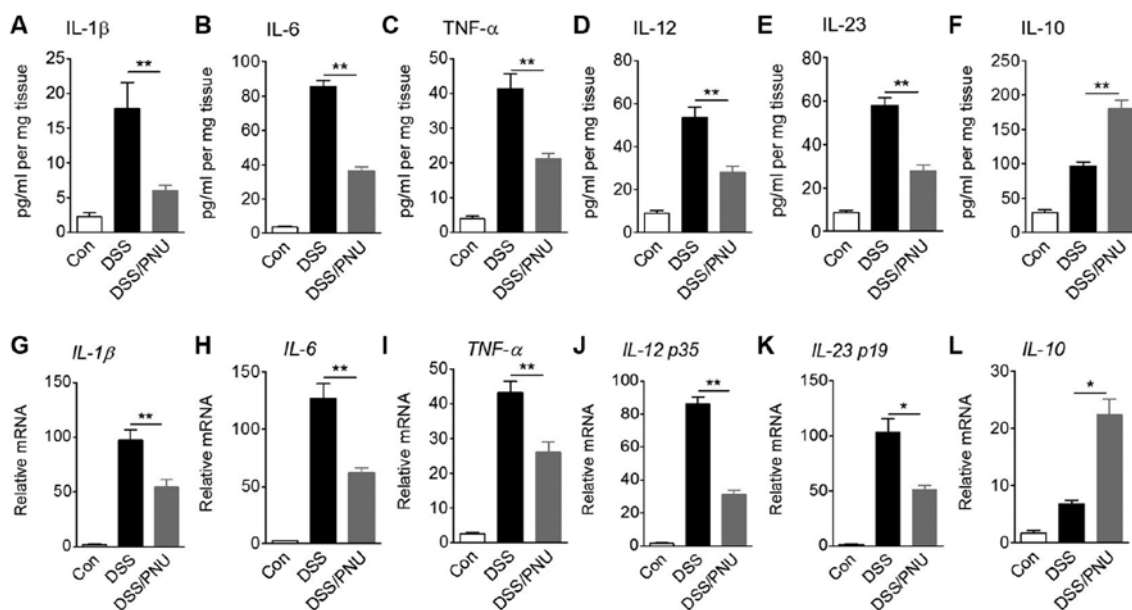 A IL-1β
B IL-6
C TNF-α
D IL-12
E IL-23
F IL-10
pg/ml per mg tissue
25
20
15
10
5
0
**
Con
DSS
DSS/PNU
pg/ml per mg tissue
100
80
60
40
20
0
**
Con
DSS
DSS/PNU
pg/ml per mg tissue
50
40
30
20
10
0
**
Con
DSS
DSS/PNU
pg/ml per mg tissue
80
60
40
20
0
**
Con
DSS
DSS/PNU
pg/ml per mg tissue
80
60
40
20
0
**
Con
DSS
DSS/PNU
pg/ml per mg tissue
250
200
150
100
50
0
**
Con
DSS
DSS/PNU
G IL-1β
H IL-6
I TNF-α
J IL-12 p35
K IL-23 p19
L IL-10
Relative mRNA
150
100
50
0
**
Con
DSS
DSS/PNU
Relative mRNA
150
100
50
0
**
Con
DSS
DSS/PNU
Relative mRNA
50
40
30
20
10
0
**
Con
DSS
DSS/PNU
Relative mRNA
100
80
60
40
20
0
**
Con
DSS
DSS/PNU
Relative mRNA
150
100
50
0
*
Con
DSS
DSS/PNU
Relative mRNA
30
20
10
0
*
Con
DSS
DSS/PNU